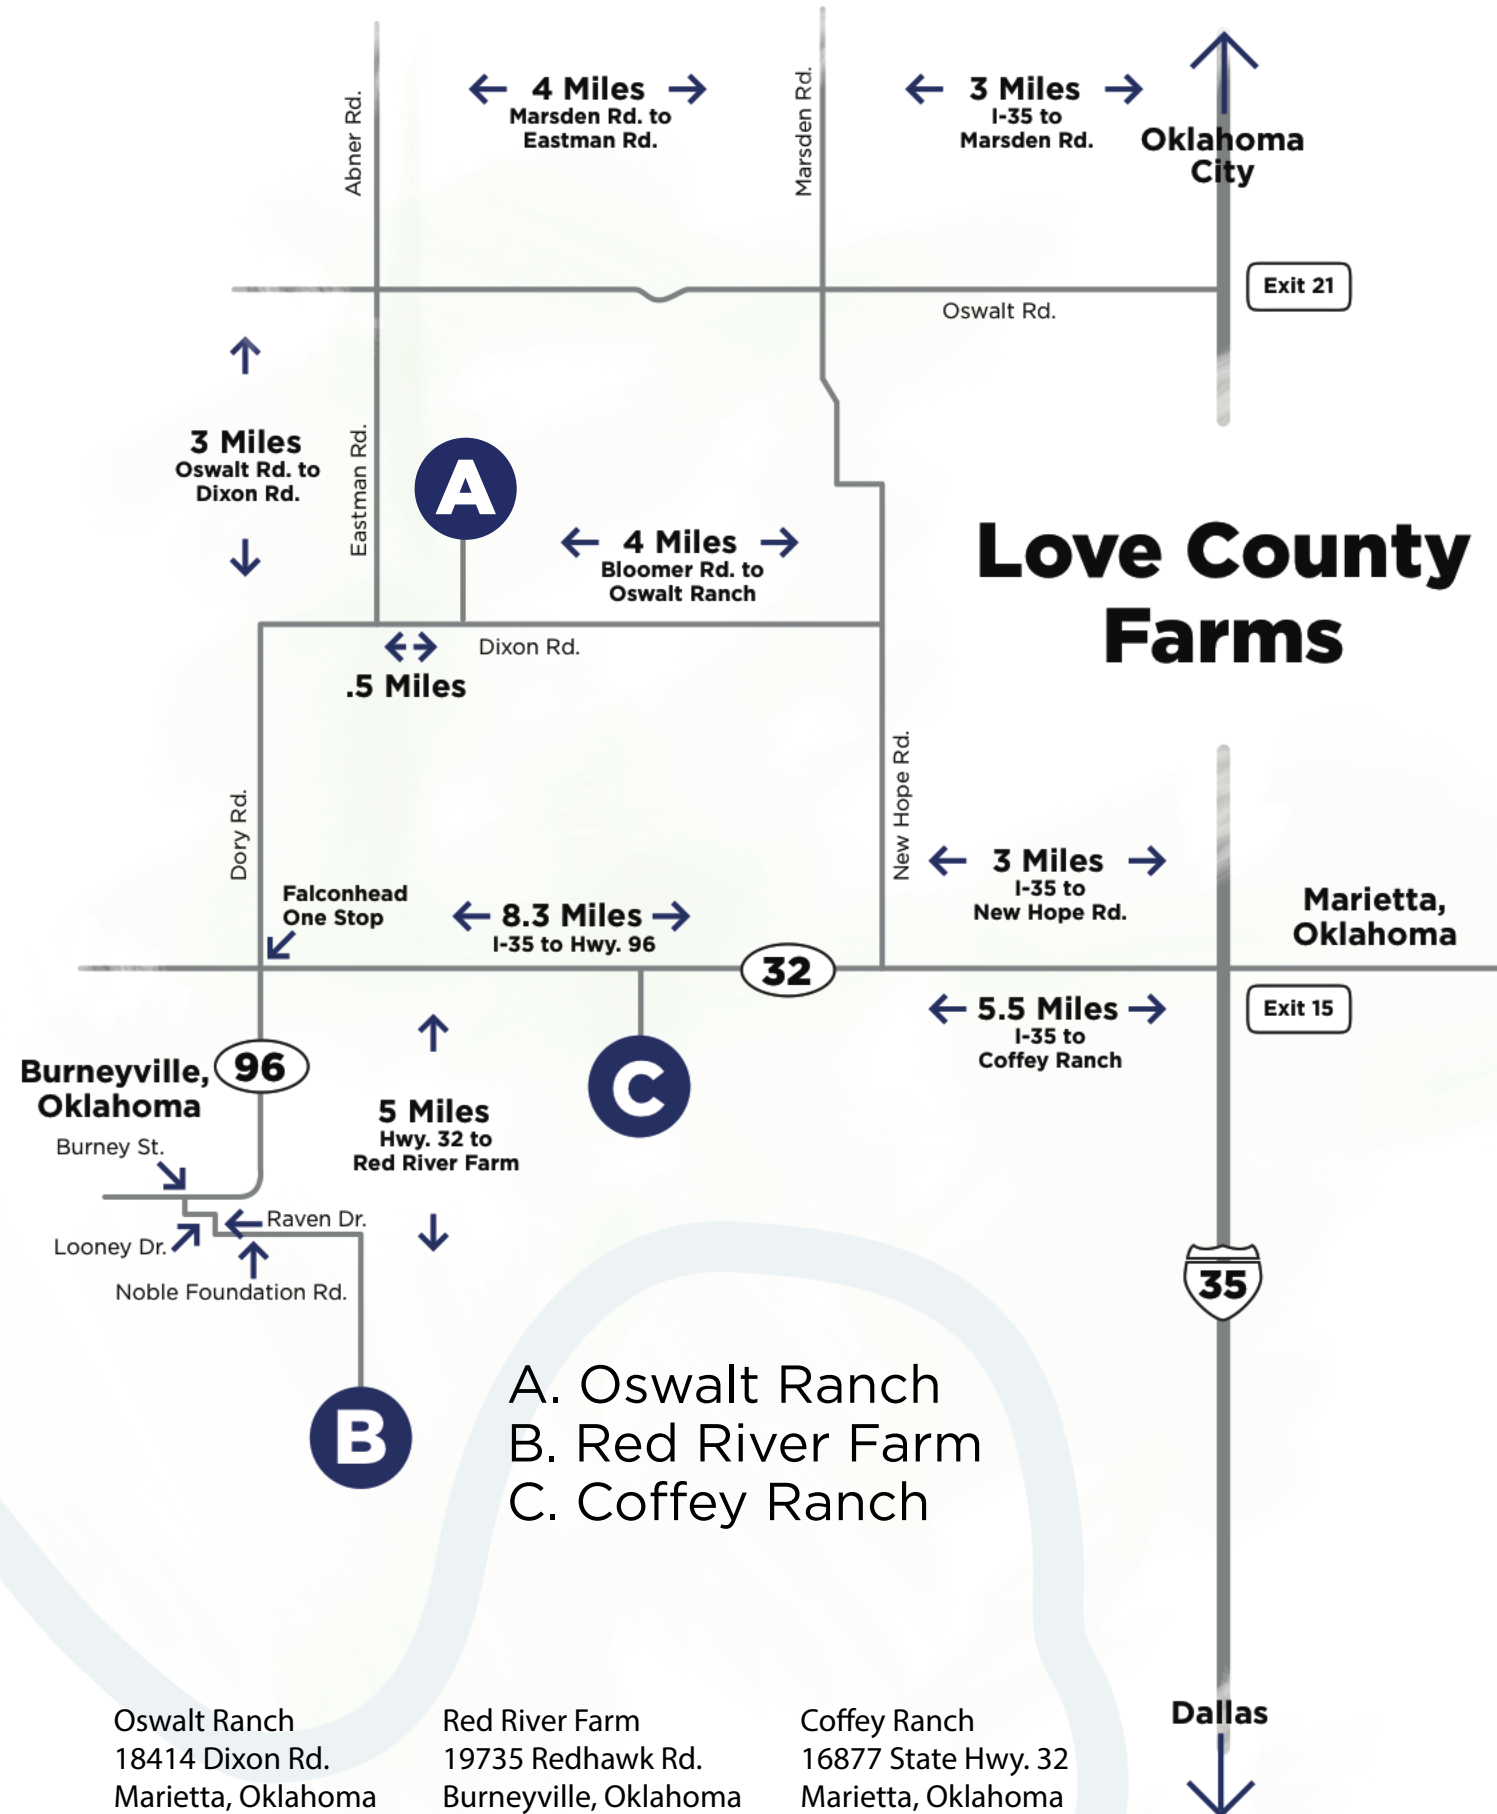 4 Miles
Marsden Rd. to
Eastman Rd.
3 Miles
I-35 to
Marsden Rd.
Oklahoma
City
Abner Rd.
Marsden Rd.
Exit 21
Oswalt Rd.
3 Miles
Oswalt Rd. to
Dixon Rd.
Eastman Rd.
A
4 Miles
Bloomer Rd. to
Oswalt Ranch
Love County
Farms
Dixon Rd.
.5 Miles
Dory Rd.
New Hope Rd.
Falconhead
One Stop
8.3 Miles
I-35 to Hwy. 96
3 Miles
I-35 to
New Hope Rd.
Marietta,
Oklahoma
32
5.5 Miles
I-35 to
Coffey Ranch
Exit 15
Burneyville,
Oklahoma
96
C
5 Miles
Hwy. 32 to
Red River Farm
Burney St.
Raven Dr.
Looney Dr.
Noble Foundation Rd.
35
B
A. Oswalt Ranch
B. Red River Farm
C. Coffey Ranch
Dallas
Oswalt Ranch
18414 Dixon Rd.
Marietta, Oklahoma
Red River Farm
19735 Redhawk Rd.
Burneyville, Oklahoma
Coffey Ranch
16877 State Hwy. 32
Marietta, Oklahoma